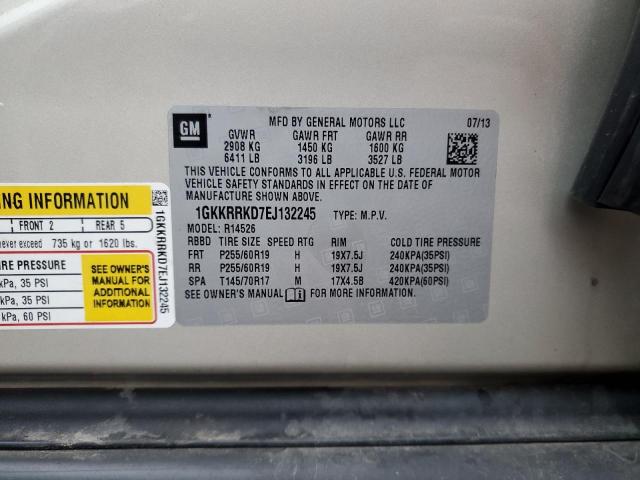 GM
MFD BY GENERAL MOTORS LLC 07/13
GVWR GAWR FRT GAWR RR
2908 KG 1450 KG 1600 KG
6411 LB 3196 LB 3527 LB
THIS VEHICLE CONFORMS TO ALL APPLICABLE U.S. FEDERAL MOTOR
VEHICLE SAFETY STANDARDS IN EFFECT ON THE DATE OF
MANUFACTURE SHOWN ABOVE.
1GKKRRKD7EJ132245 TYPE: M.P.V.
MODEL: R14526
RBBD TIRE SIZE SPEED RTG RIM COLD TIRE PRESSURE
FRT P255/60R19 H 19X7.5J 240KPA(35PSI)
RR P255/60R19 H 19X7.5J 240KPA(35PSI)
SPA T145/70R17 M 17X4.5B 420KPA(60PSI)
SEE OWNER'S MANUAL FOR MORE INFORMATION.
NG INFORMATION
FRONT 2 REAR 5
never exceed 735 kg or 1620 lbs.
TIRE PRESSURE
kPa, 35 PSI
kPa, 35 PSI
kPa, 60 PSI
SEE OWNER'S
MANUAL FOR
ADDITIONAL
INFORMATION
1GKKRRKD7EJ132245